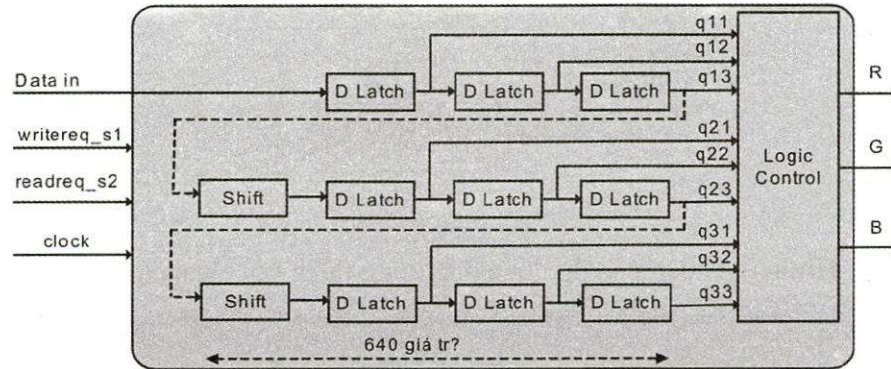 q11
q12
Data in
D Latch
D Latch
D Latch
q13
R
writereq_s1
q21
q22
Logic
Control
G
readreq_s2
Shift
D Latch
D Latch
D Latch
q23
clock
q31
B
q32
Shift
D Latch
D Latch
D Latch
q33
640 giá tr?